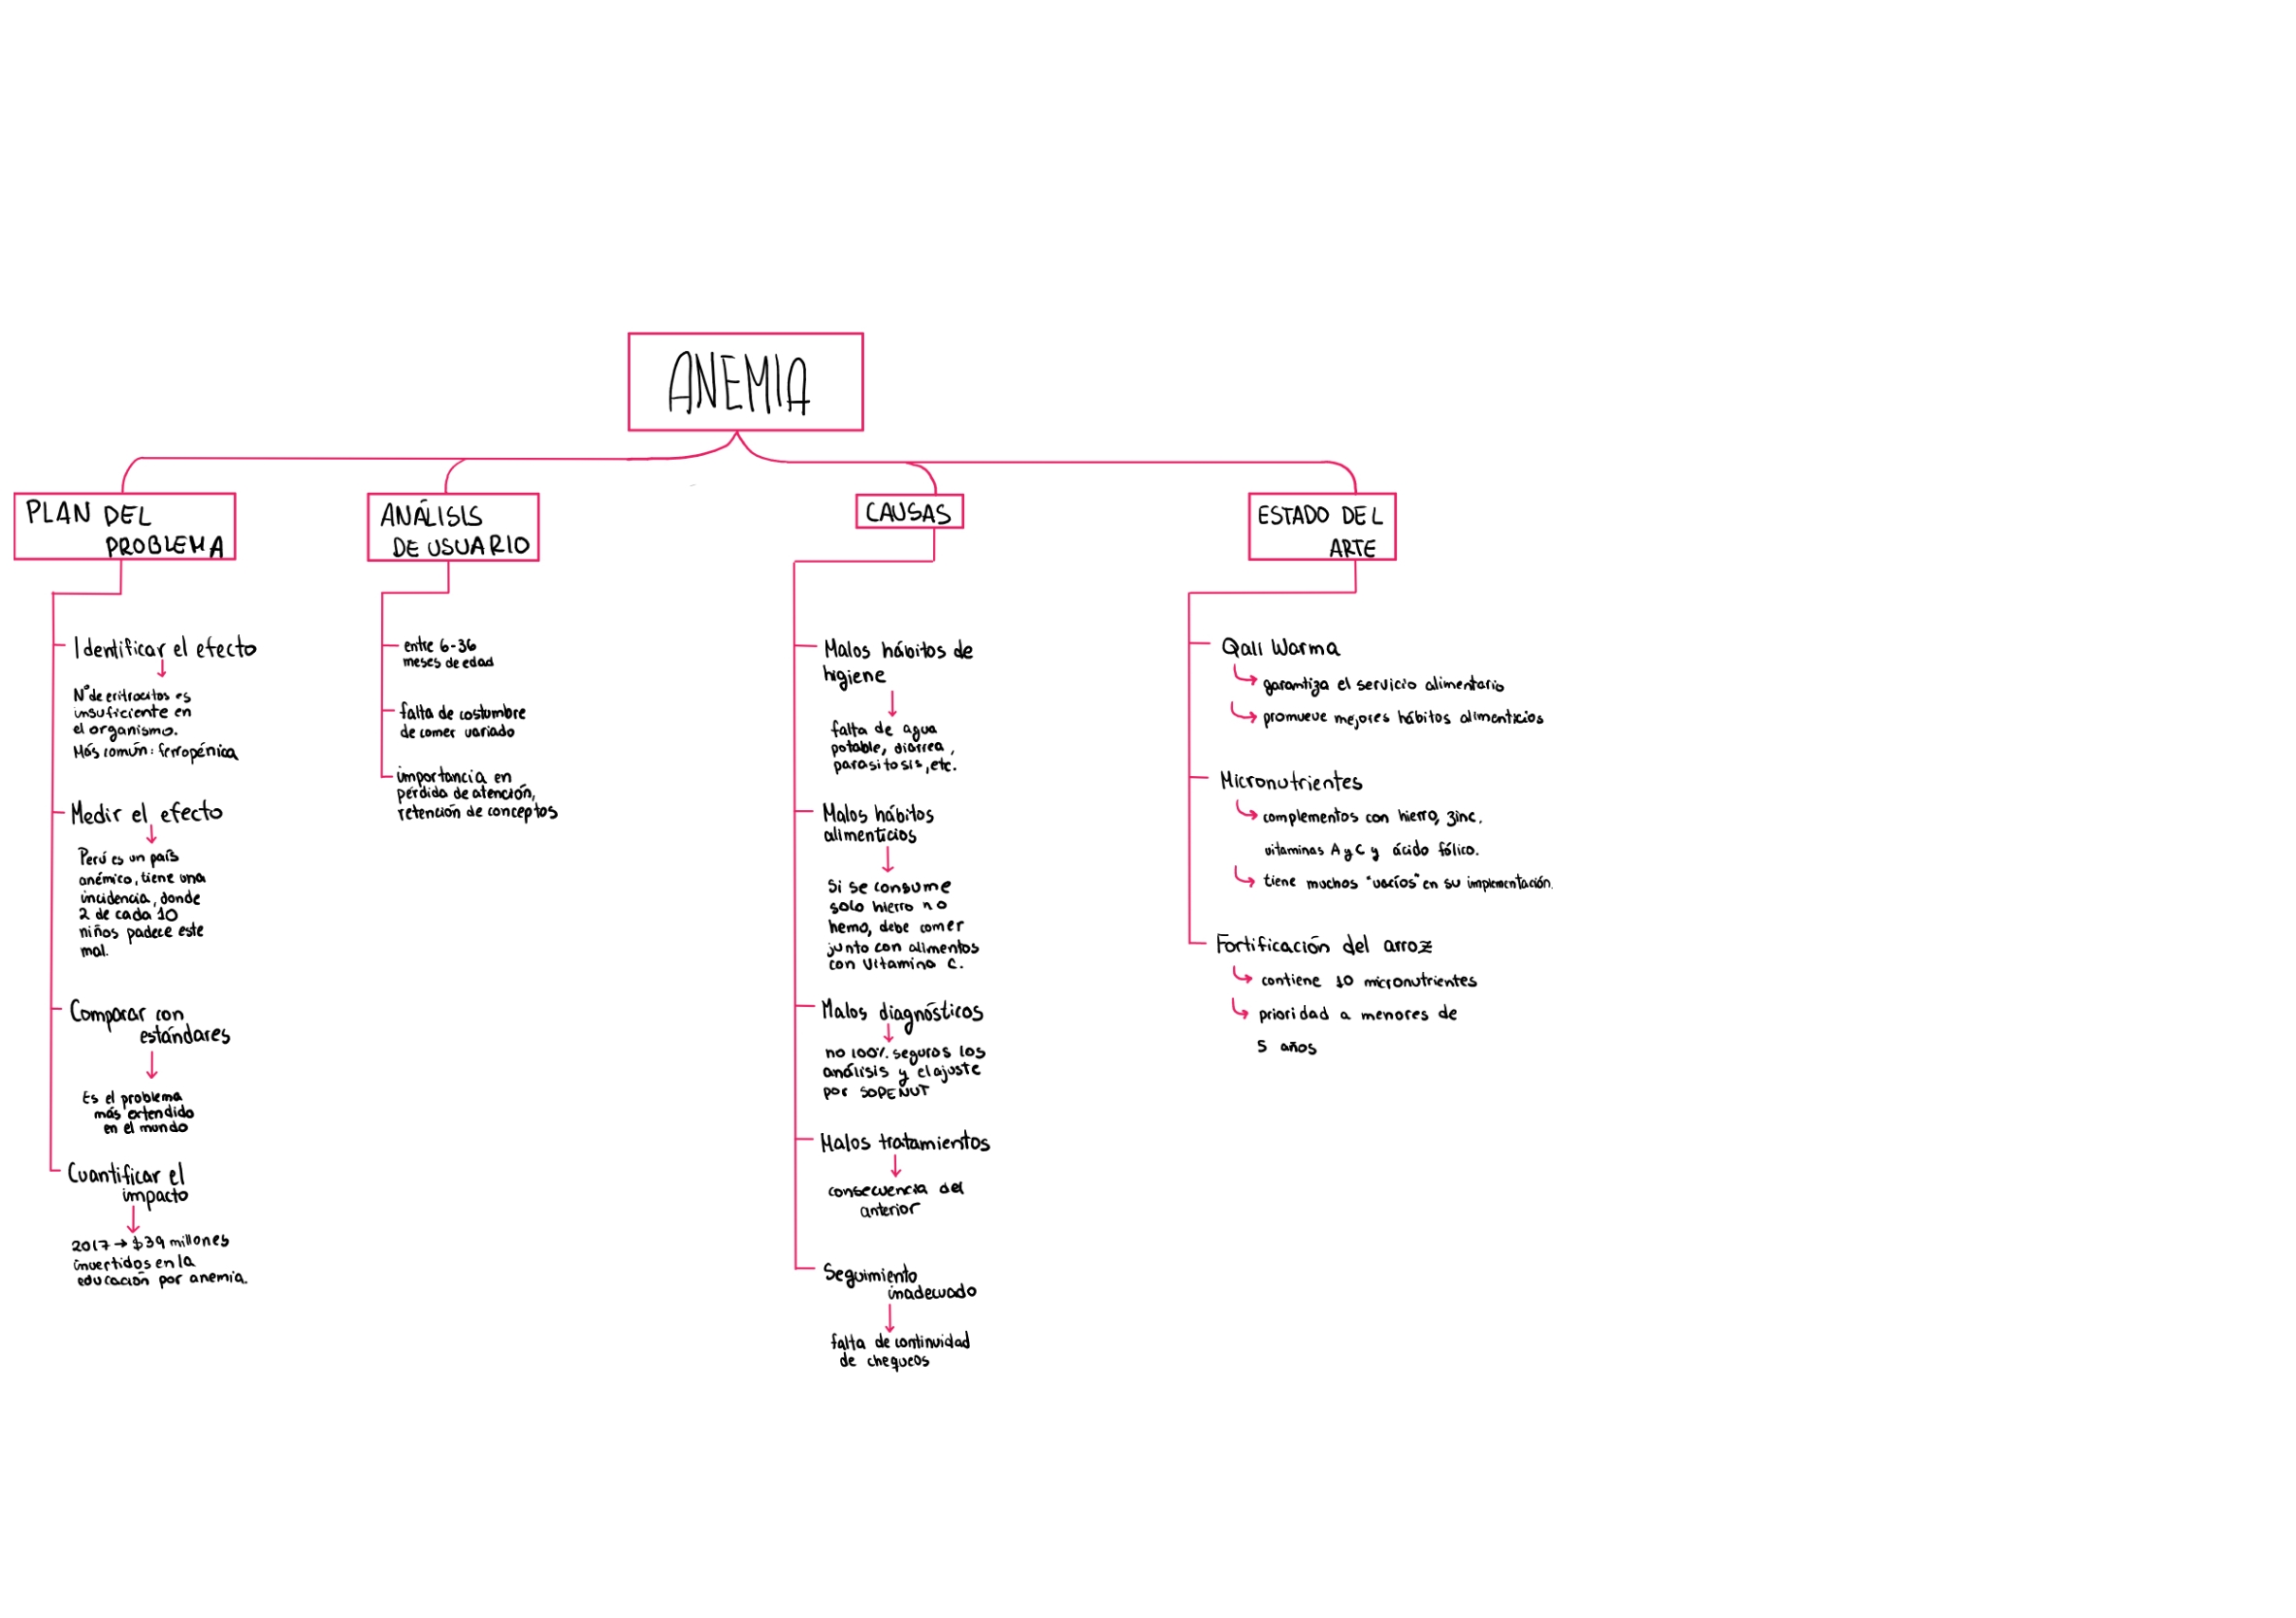 ANEMIA
PLAN DEL
PROBLEMA
Identificar el efecto
N° de eritrocitos es
insuficiente en
el organismo.
Más común: ferropénica
Medir el efecto
Perú es un país
anémico, tiene una
incidencia, donde
2 de cada 10
niños padece este
mal.
Comparar con
estándares
Es el problema
más extendido
en el mundo
Cuantificar el
impacto
2017 → $39 millones
invertidos en la
educación por anemia.
ANÁLISIS
DE USUARIO
entre 6-36
meses de edad
falta de costumbre
de comer variado
importancia en
pérdida de atención,
retención de conceptos
CAUSAS
Malos hábitos de
higiene
falta de agua
potable, diarrea,
parasitosis, etc.
Malos hábitos
alimenticios
Si se consume
solo hierro no
hemo, debe comer
junto con alimentos
con Vitamina C.
Malos diagnósticos
no 100% seguros los
análisis y el ajuste
por SOPENUT
Malos tratamientos
consecuencia del
anterior
Seguimiento
inadecuado
falta de continuidad
de chequeos
ESTADO DEL
ARTE
Qali Warma
garantiza el servicio alimentario
promueve mejores hábitos alimenticios
Micronutrientes
complementos con hierro, zinc.
vitaminas A y C y ácido fólico.
tiene muchos "vacíos" en su implementación.
Fortificación del arroz
contiene 10 micronutrientes
prioridad a menores de
5 años